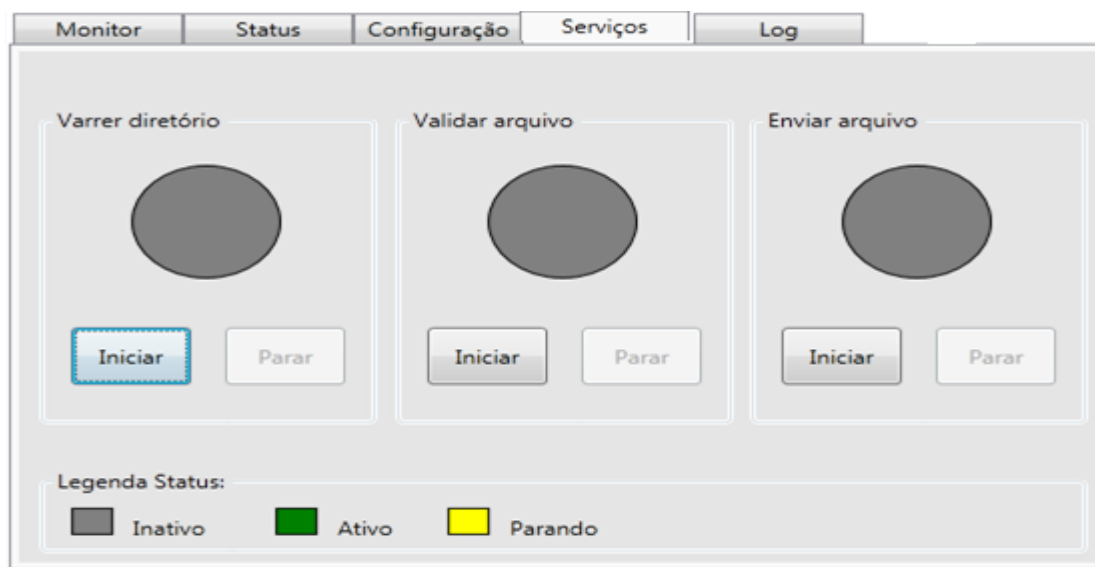 Monitor Status Configuração Serviços Log
Varrer diretório Validar arquivo Enviar arquivo
Iniciar Parar Iniciar Parar Iniciar Parar
Legenda Status:
Inativo Ativo Parando